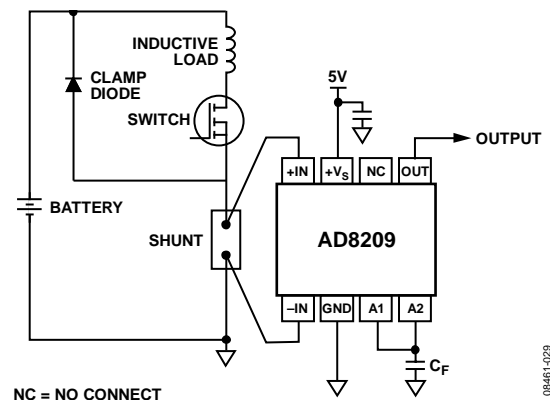 INDUCTIVE
LOAD
CLAMP
DIODE
SWITCH
BATTERY
SHUNT
5V
OUTPUT
+IN
+VS
NC
OUT
AD8209
–IN
GND
A1
A2
CF
NC = NO CONNECT
08461-029